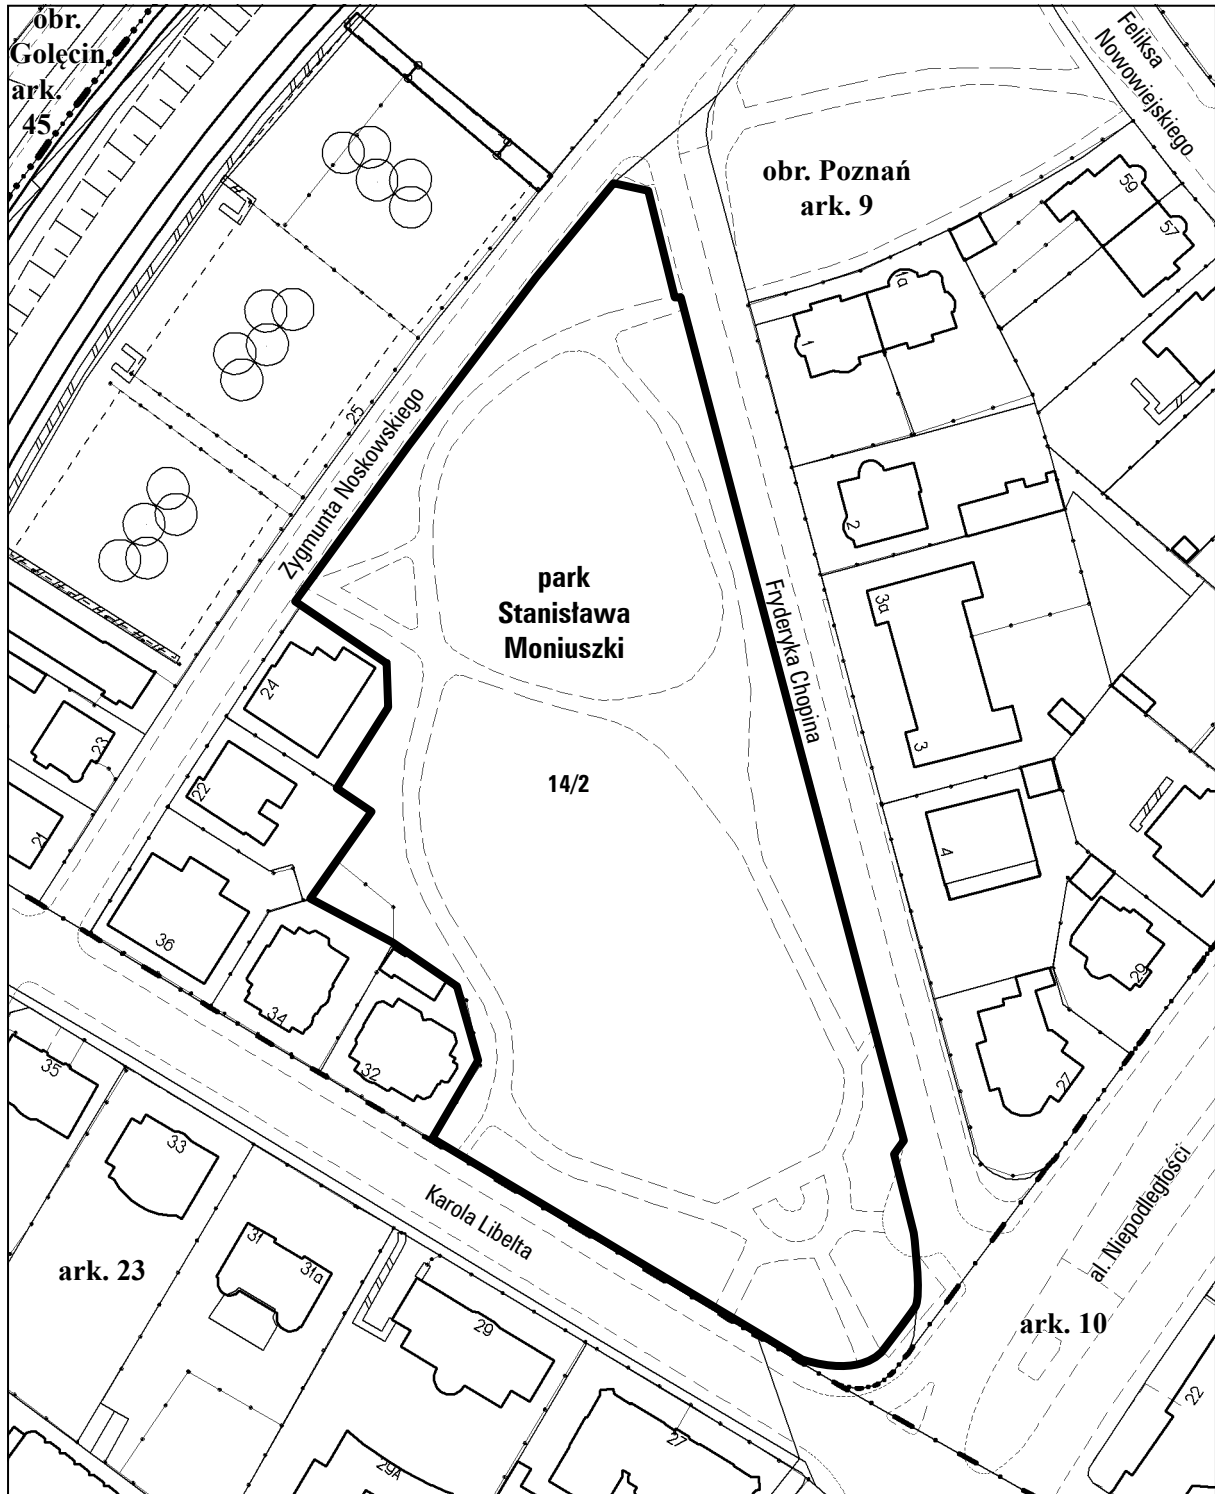 obr.
Golęcin
ark.
45
Feliksa
Nowowiejskiego
obr. Poznań
ark. 9
59
57
1a
1
25
Zygmunta Noskowskiego
2
park
Stanisława
Moniuszki
Fryderyka Chopina
3a
3
24
23
22
21
14/2
4
36
34
32
29
27
35
33
Karola Libelta
al. Niepodległości
ark. 23
31
31a
29
ark. 10
22
27
29A